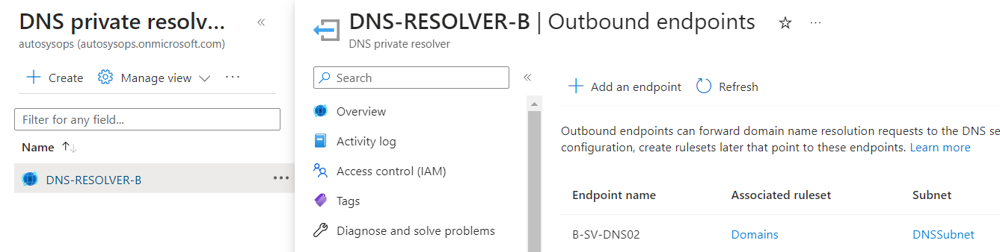 DNS private resolv...
autosysops (autosysops.onmicrosoft.com)
Create
Manage view
...
Filter for any field...
Name
DNS-RESOLVER-B
...
DNS-RESOLVER-B | Outbound endpoints
...
DNS private resolver
Search
Overview
Activity log
Access control (IAM)
Tags
Diagnose and solve problems
Add an endpoint
Refresh
Outbound endpoints can forward domain name resolution requests to the DNS se
configuration, create rulesets later that point to these endpoints. Learn more
Endpoint name Associated ruleset Subnet
B-SV-DNS02 Domains DNSSubnet